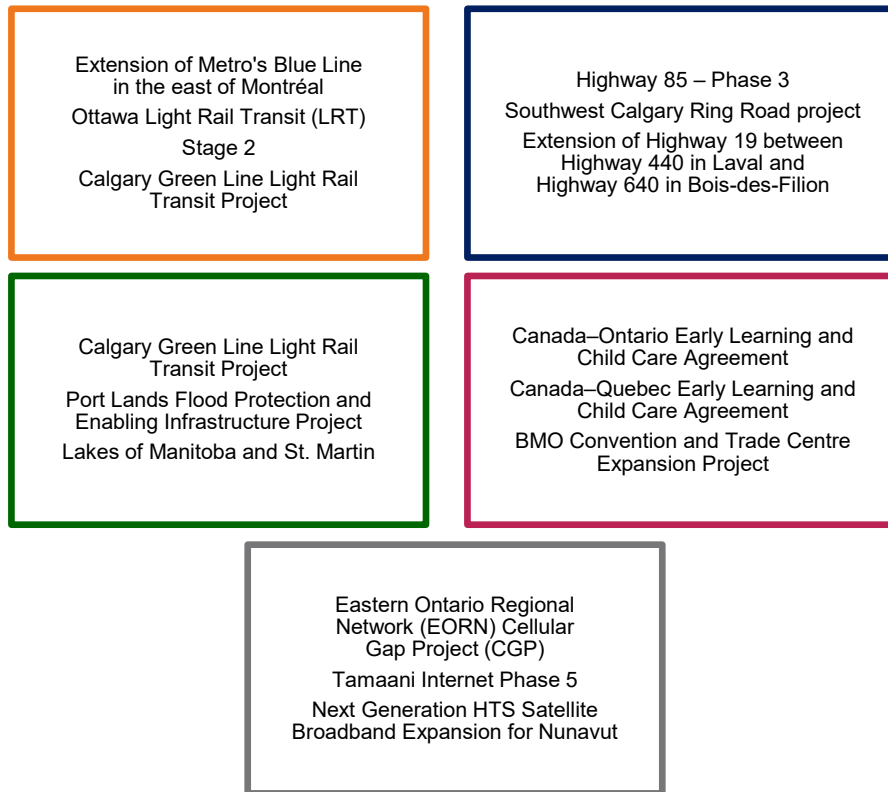 Extension of Metro's Blue Line
in the east of Montréal
Ottawa Light Rail Transit (LRT)
Stage 2
Calgary Green Line Light Rail
Transit Project
Highway 85 – Phase 3
Southwest Calgary Ring Road project
Extension of Highway 19 between
Highway 440 in Laval and
Highway 640 in Bois-des-Filion
Calgary Green Line Light Rail
Transit Project
Port Lands Flood Protection and
Enabling Infrastructure Project
Lakes of Manitoba and St. Martin
Canada–Ontario Early Learning and
Child Care Agreement
Canada–Quebec Early Learning and
Child Care Agreement
BMO Convention and Trade Centre
Expansion Project
Eastern Ontario Regional
Network (EORN) Cellular
Gap Project (CGP)
Tamaani Internet Phase 5
Next Generation HTS Satellite
Broadband Expansion for Nunavut